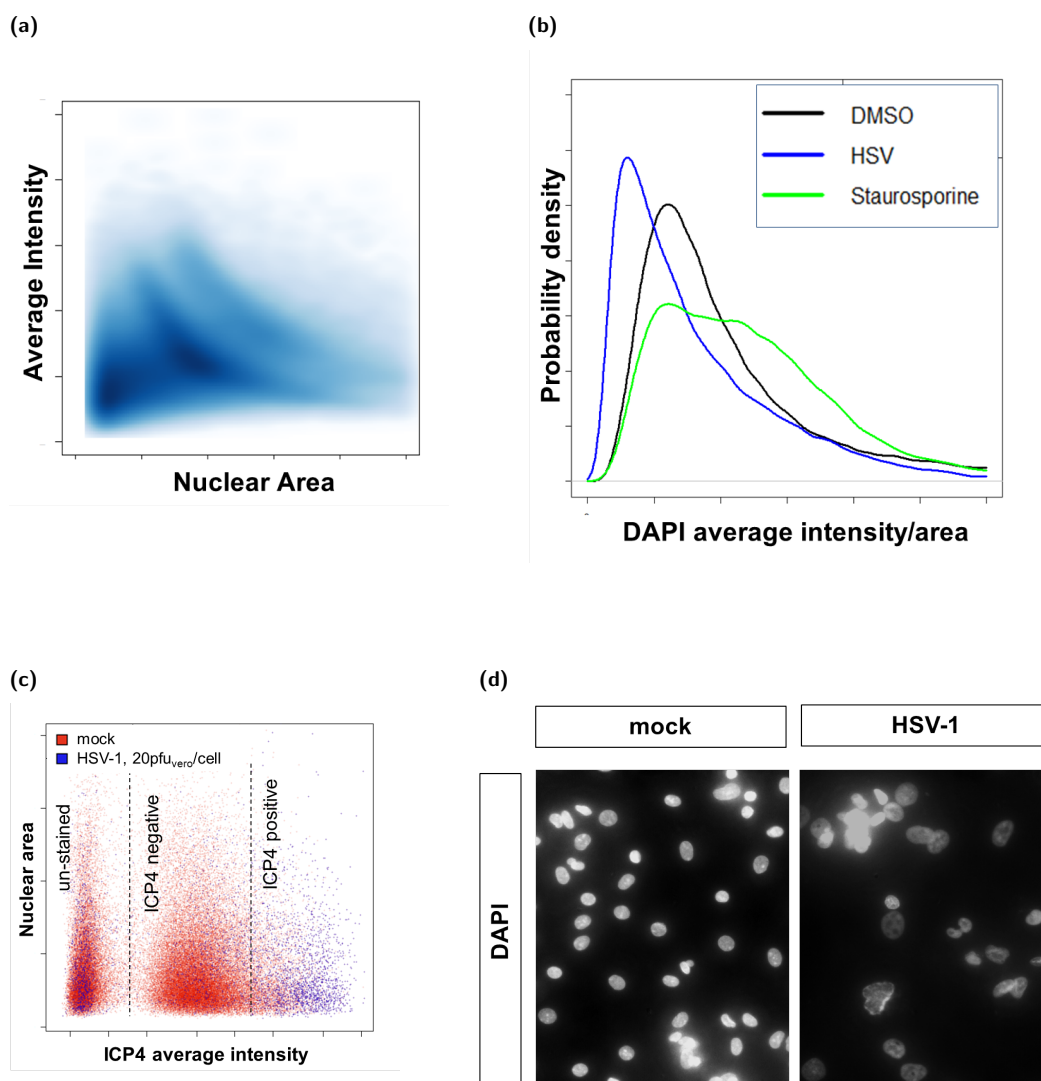 (a)
Average Intensity
Nuclear Area
(b)
Probability density
DMSO
HSV
Staurosporine
DAPI average intensity/area
(c)
Nuclear area
mock
HSV-1, 20pfuvero/cell
un-stained
ICP4 negative
ICP4 positive
ICP4 average intensity
(d)
mock
HSV-1
DAPI